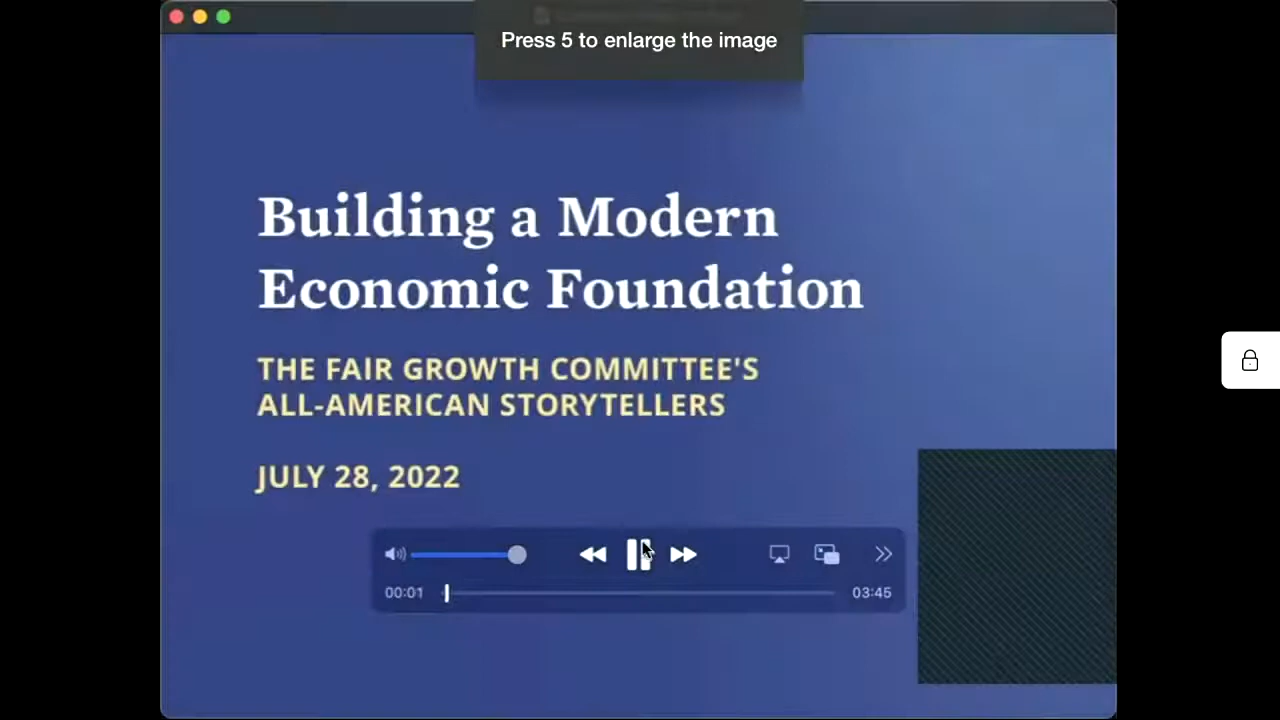 Press 5 to enlarge the image
Building a Modern
Economic Foundation
THE FAIR GROWTH COMMITTEE'S
ALL-AMERICAN STORYTELLERS
JULY 28, 2022
00:01
03:45